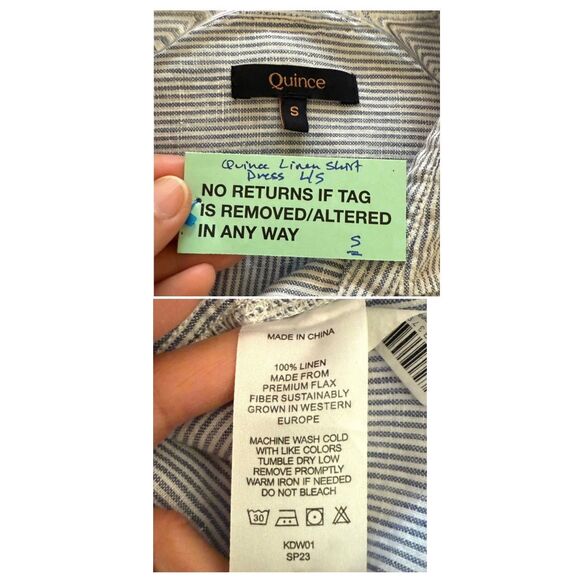 Quince
S
Quince Linen Shirt
Dress L/S
NO RETURNS IF TAG
IS REMOVED/ALTERED
IN ANY WAY
S
MADE IN CHINA
100% LINEN
MADE FROM
PREMIUM FLAX
FIBER SUSTAINABLY
GROWN IN WESTERN
EUROPE
MACHINE WASH COLD
WITH LIKE COLORS
TUMBLE DRY LOW
REMOVE PROMPTLY
WARM IRON IF NEEDED
DO NOT BLEACH
30
KDW01
SP23